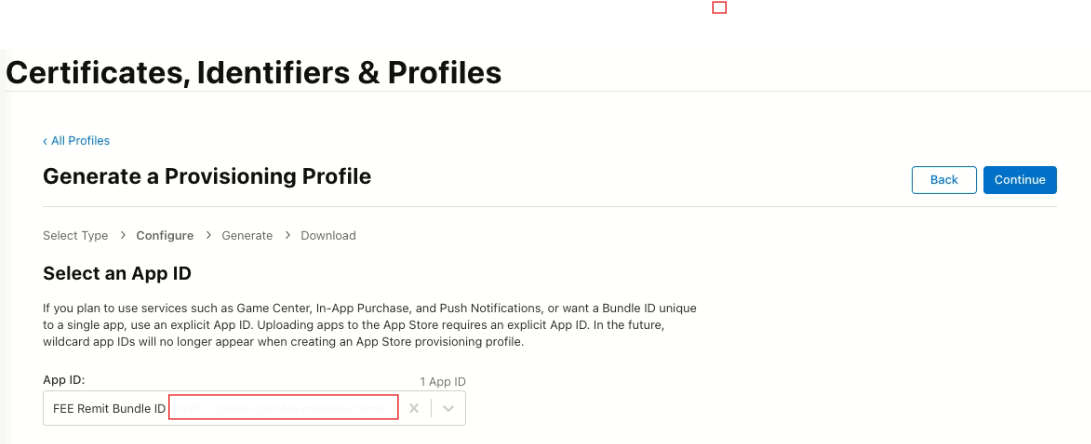 Certificates, Identifiers & Profiles
‹ All Profiles
Generate a Provisioning Profile
Back
Continue
Select Type > Configure > Generate > Download
Select an App ID
If you plan to use services such as Game Center, In-App Purchase, and Push Notifications, or want a Bundle ID unique
to a single app, use an explicit App ID. Uploading apps to the App Store requires an explicit App ID. In the future,
wildcard app IDs will no longer appear when creating an App Store provisioning profile.
App ID:
1 App ID
FEE Remit Bundle ID